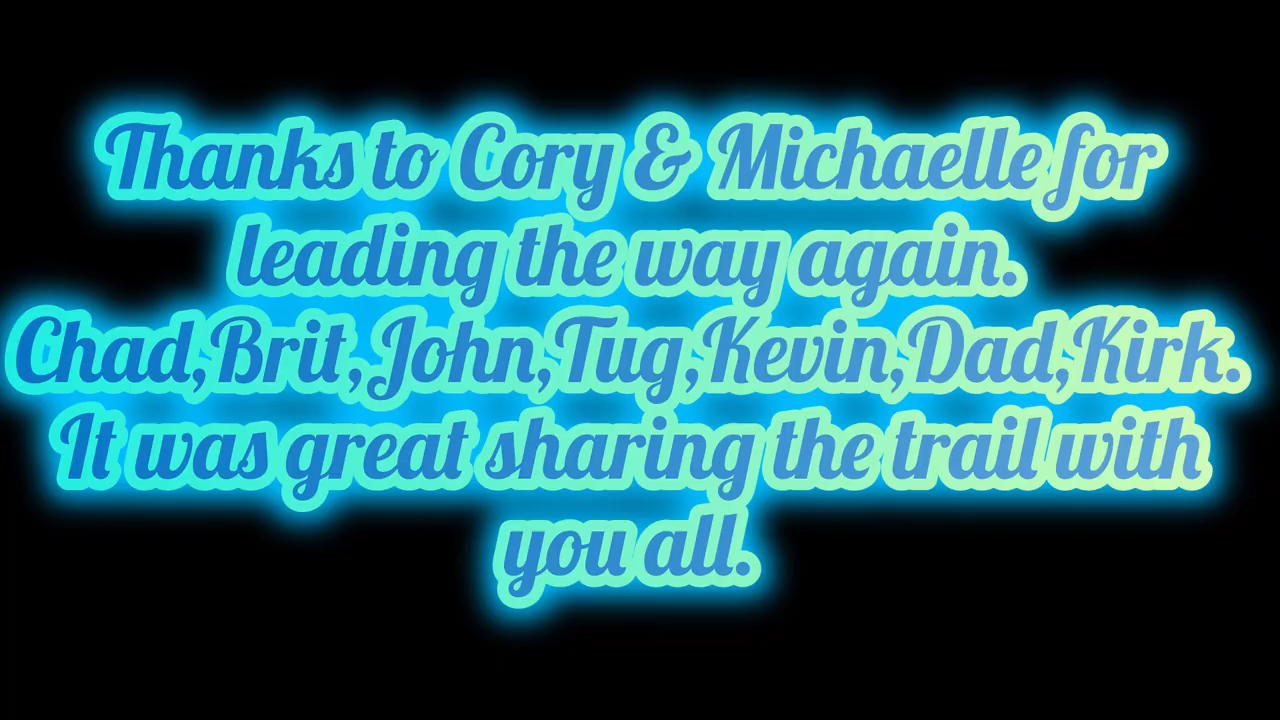 Thanks to Cory & Michaelle for
leading the way again.
Chad,Brit,John,Tug,Kevin,Dad,Kirk.
It was great sharing the trail with
you all.